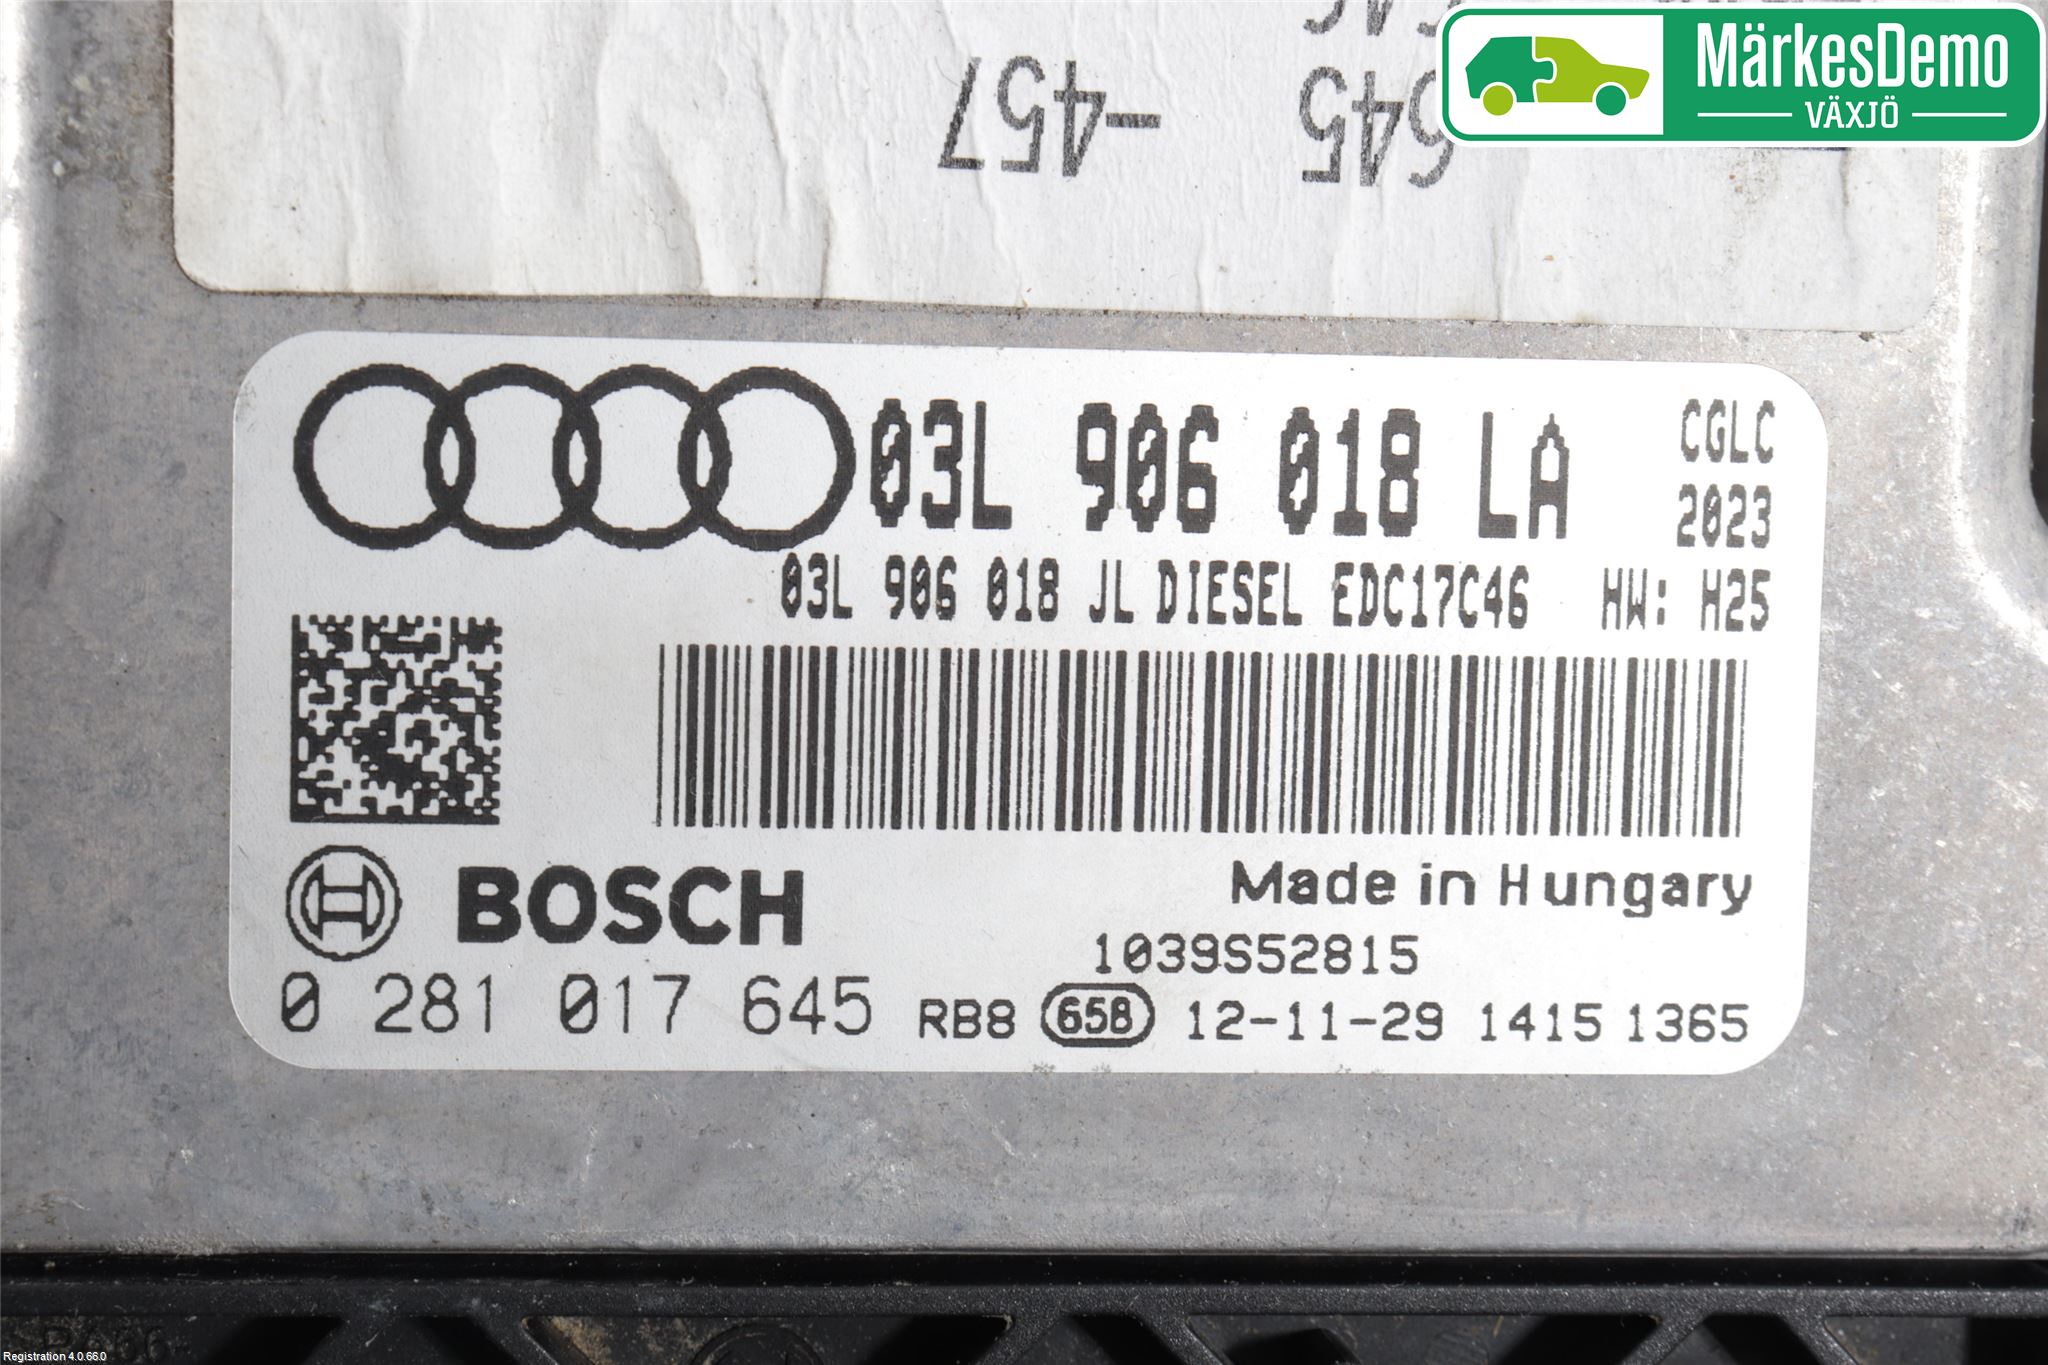 MärkesDemo
VÄXJÖ
645
-457
03L 906 018 LA
CGLC
2023
03L 906 018 JL DIESEL EDC17C46 HW: H25
BOSCH
Made in Hungary
1039S52815
0 281 017 645
RB8 65B 12-11-29 1415 1365
Registration 4.0.66.0